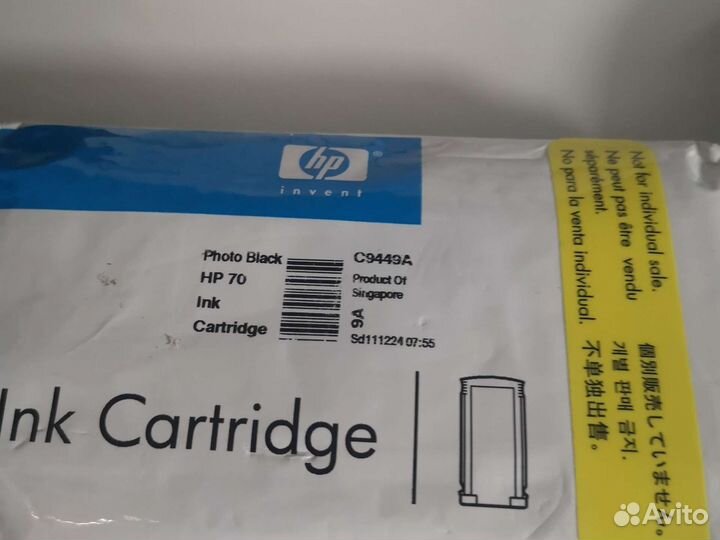 hp
invent
Photo Black
HP 70
Ink
Cartridge
C9449A
Product Of
Singapore
9A
Sd111224 07:55
Ink Cartridge
Not for individual sale.
Ne peut pas être vendu
séparément.
No para la venta individual.
個別販売していません。
개별 판매 금지.
不单独出售。
Avito